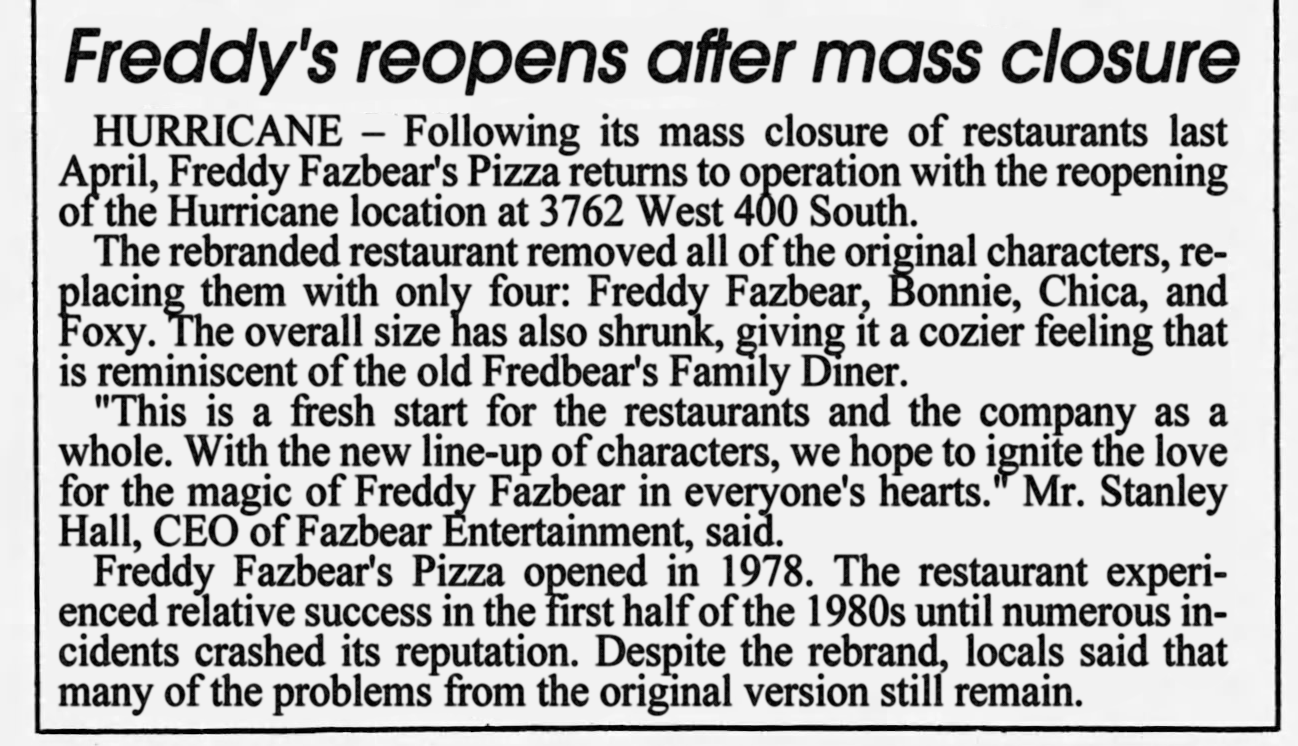 Freddy's reopens after mass closure
HURRICANE – Following its mass closure of restaurants last
April, Freddy Fazbear's Pizza returns to operation with the reopening
of the Hurricane location at 3762 West 400 South.
The rebranded restaurant removed all of the original characters, re-
placing them with only four: Freddy Fazbear, Bonnie, Chica, and
Foxy. The overall size has also shrunk, giving it a cozier feeling that
is reminiscent of the old Fredbear's Family Diner.
"This is a fresh start for the restaurants and the company as a
whole. With the new line-up of characters, we hope to ignite the love
for the magic of Freddy Fazbear in everyone's hearts." Mr. Stanley
Hall, CEO of Fazbear Entertainment, said.
Freddy Fazbear's Pizza opened in 1978. The restaurant experi-
enced relative success in the first half of the 1980s until numerous in-
cidents crashed its reputation. Despite the rebrand, locals said that
many of the problems from the original version still remain.